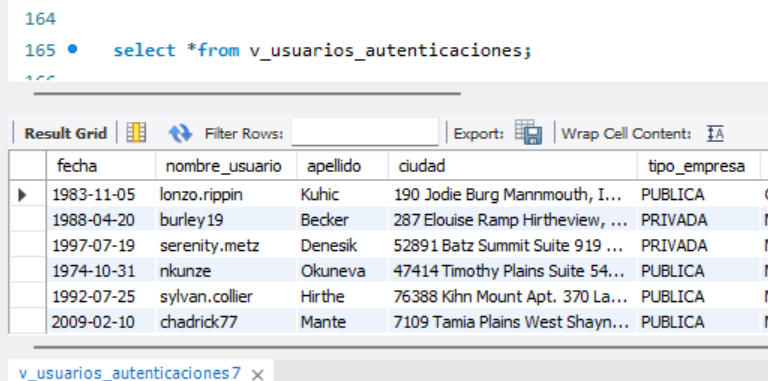 164
165 select *from v_usuarios_autenticaciones;
Result Grid Filter Rows: Export: Wrap Cell Content:
fecha nombre_usuario apellido ciudad tipo_empresa
1983-11-05 lonzo.rippin Kuhic 190 Jodie Burg Mannmouth, I... PUBLICA
1988-04-20 burley19 Becker 287 Elouise Ramp Hirtheview, ... PRIVADA
1997-07-19 serenity.metz Denesik 52891 Batz Summit Suite 919 ... PRIVADA
1974-10-31 nkunze Okuneva 47414 Timothy Plains Suite 54... PUBLICA
1992-07-25 sylvan.collier Hirthe 76388 Kihn Mount Apt. 370 La... PUBLICA
2009-02-10 chadrick77 Mante 7109 Tamia Plains West Shayn... PUBLICA
v_usuarios_autenticaciones7